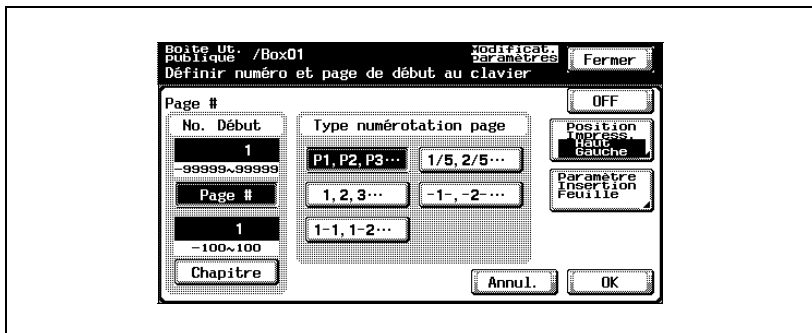 Boîte Ut. publique /Box01
Modificat. paramètres
Fermer
Définir numéro et page de début au clavier
Page #
OFF
No. Début
Type numérotation page
Position Impress.
Haut Gauche
1
-99999~99999
P1, P2, P3···
1/5, 2/5···
Paramètre Insertion Feuille
Page #
1, 2, 3···
-1-, -2-···
1
-100~100
1-1, 1-2···
Chapitre
Annul.
OK